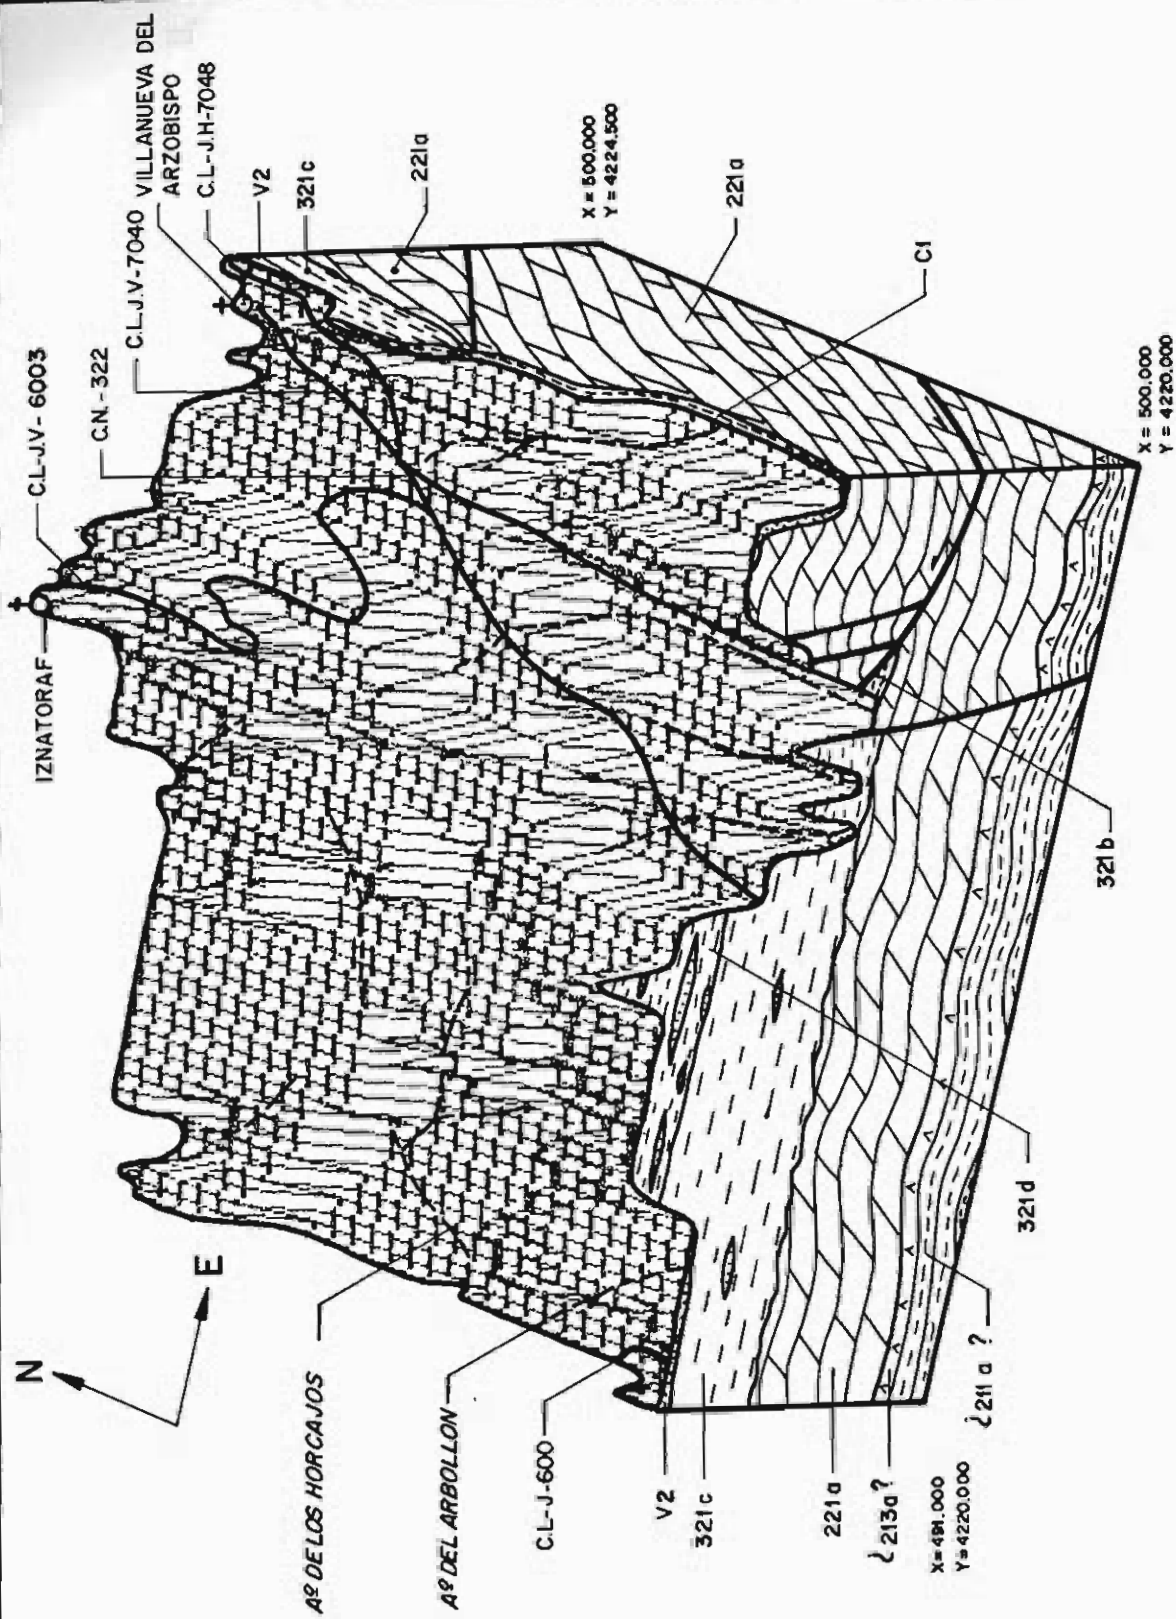 VILLANUEVA DEL
ARZOBISPO
C.L.-J.H-7048
C.L.J.V-7040
C.N.-322
C.L-J.V-6003
IZNATORAF
V2
321c
221a
X = 500.000
Y = 4224.500
221a
C1
X = 500.000
Y = 4220.000
321b
321d
¿211a ?
N
E
Aº DE LOS HORCAJOS
Aº DEL ARBOLLON
C.L-J-600
V2
321c
221a
¿213a?
X=491.000
Y=4220.000